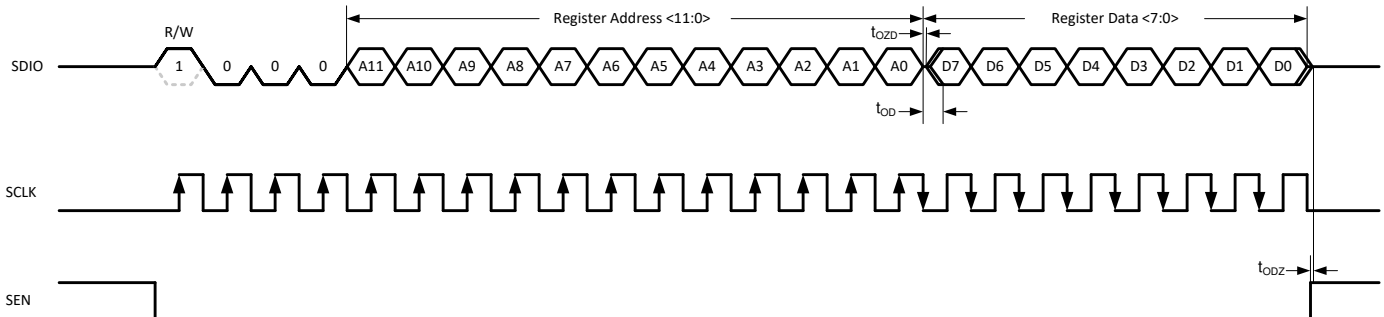 Register Address <11:0> Register Data <7:0>
R/W
tOZD
SDIO 1 0 0 0 A11 A10 A9 A8 A7 A6 A5 A4 A3 A2 A1 A0 D7 D6 D5 D4 D3 D2 D1 D0
tOD
SCLK
tODZ
SEN